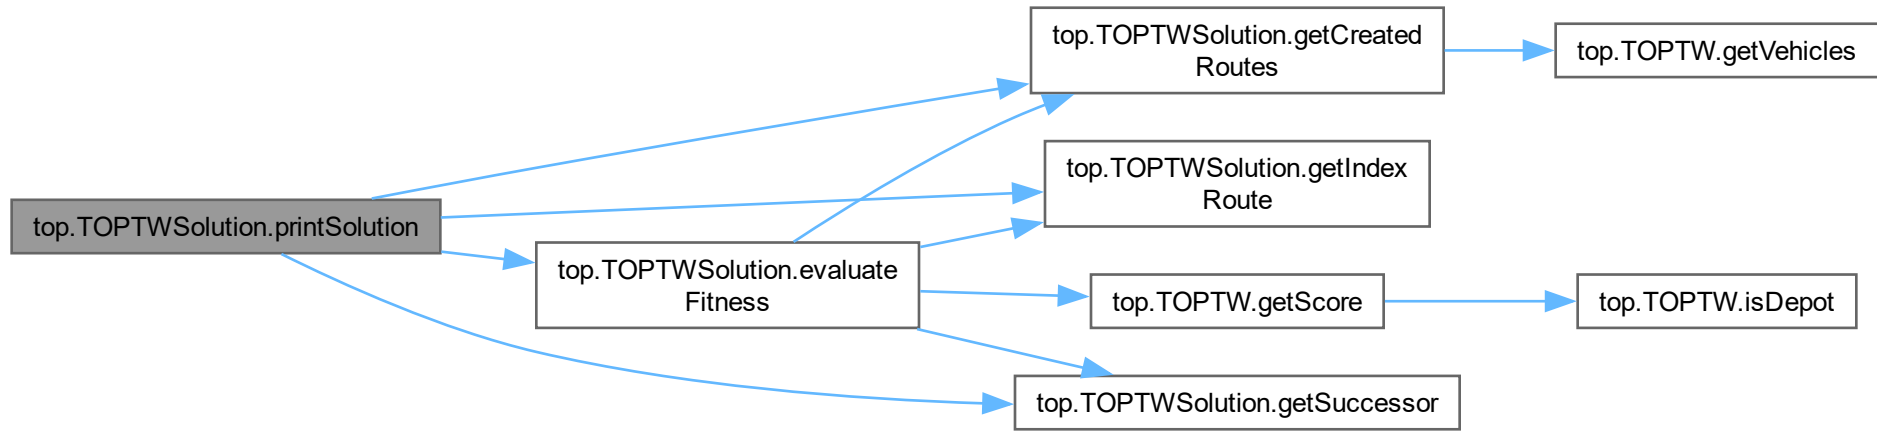 top.TOPTWSolution.printSolution
top.TOPTWSolution.evaluate
Fitness
top.TOPTWSolution.getCreated
Routes
top.TOPTWSolution.getIndex
Route
top.TOPTW.getScore
top.TOPTWSolution.getSuccessor
top.TOPTW.getVehicles
top.TOPTW.isDepot